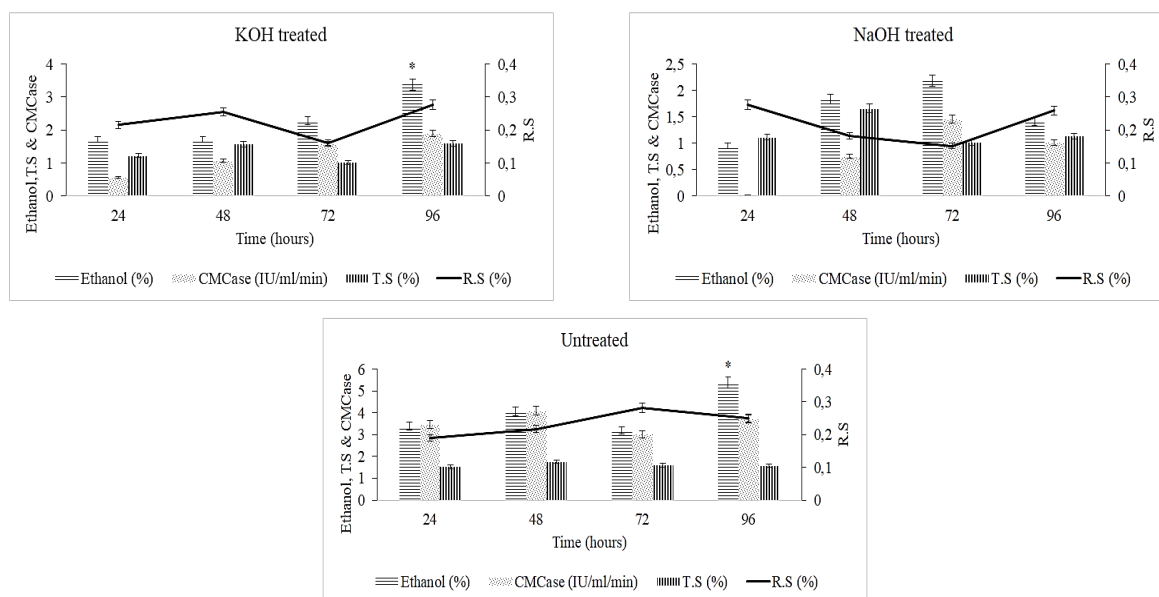 KOH treated
Ethanol,T.S & CMCase
4
3
2
1
0
*
0,4
0,3
0,2
0,1
0
R.S
24 48 72 96
Time (hours)
Ethanol (%) CMCase (IU/ml/min) T.S (%) R.S (%)
NaOH treated
Ethanol, T.S & CMCase
2,5
2
1,5
1
0,5
0
0,4
0,3
0,2
0,1
0
R.S
24 48 72 96
Time (hours)
Ethanol (%) CMCase (IU/ml/min) T.S (%) R.S (%)
Untreated
Ethanol, T.S & CMCase
6
5
4
3
2
1
0
*
0,4
0,3
0,2
0,1
0
R.S
24 48 72 96
Time (hours)
Ethanol (%) CMCase (IU/ml/min) T.S (%) R.S (%)